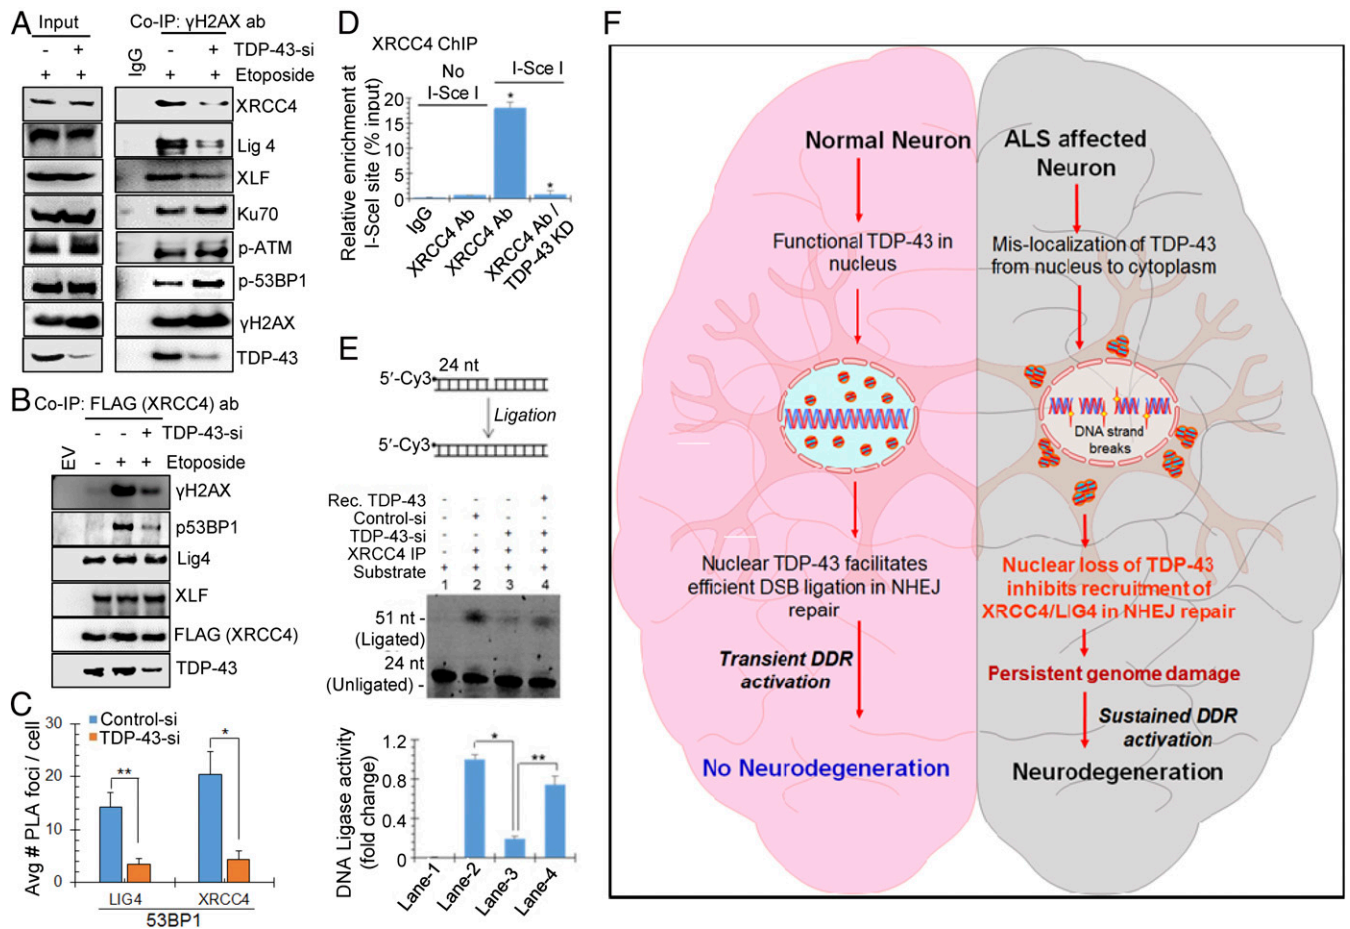 A
Input
Co-IP: γH2AX ab
- + IgG - + TDP-43-si
+ + + + Etoposide
XRCC4
Lig 4
XLF
Ku70
p-ATM
p-53BP1
γH2AX
TDP-43
B
Co-IP: FLAG (XRCC4) ab
EV - - + TDP-43-si
- + + Etoposide
γH2AX
p53BP1
Lig4
XLF
FLAG (XRCC4)
TDP-43
C
Avg # PLA foci / cell
30
20
10
0
Control-si
TDP-43-si
**
*
LIG4
XRCC4
53BP1
D
XRCC4 ChIP
No
I-Sce I
I-Sce I
Relative enrichment at
I-SceI site (% input)
20
15
10
5
0
*
*
IgG
XRCC4 Ab
XRCC4 Ab
XRCC4 Ab /
TDP-43 KD
E
24 nt
5′-Cy3
Ligation
5′-Cy3
Rec. TDP-43 - - - +
Control-si - + - -
TDP-43-si - - + +
XRCC4 IP - + + +
Substrate + + + +
1 2 3 4
51 nt -
(Ligated)
24 nt
(Unligated) -
DNA Ligase activity
(fold change)
1.2
0.8
0.4
0
*
**
Lane-1
Lane-2
Lane-3
Lane-4
F
Normal Neuron
Functional TDP-43 in
nucleus
Nuclear TDP-43 facilitates
efficient DSB ligation in NHEJ
repair
Transient DDR
activation
No Neurodegeneration
ALS affected
Neuron
Mis-localization of TDP-43
from nucleus to cytoplasm
DNA strand
breaks
Nuclear loss of TDP-43
inhibits recruitment of
XRCC4/LIG4 in NHEJ repair
Persistent genome damage
Sustained DDR
activation
Neurodegeneration